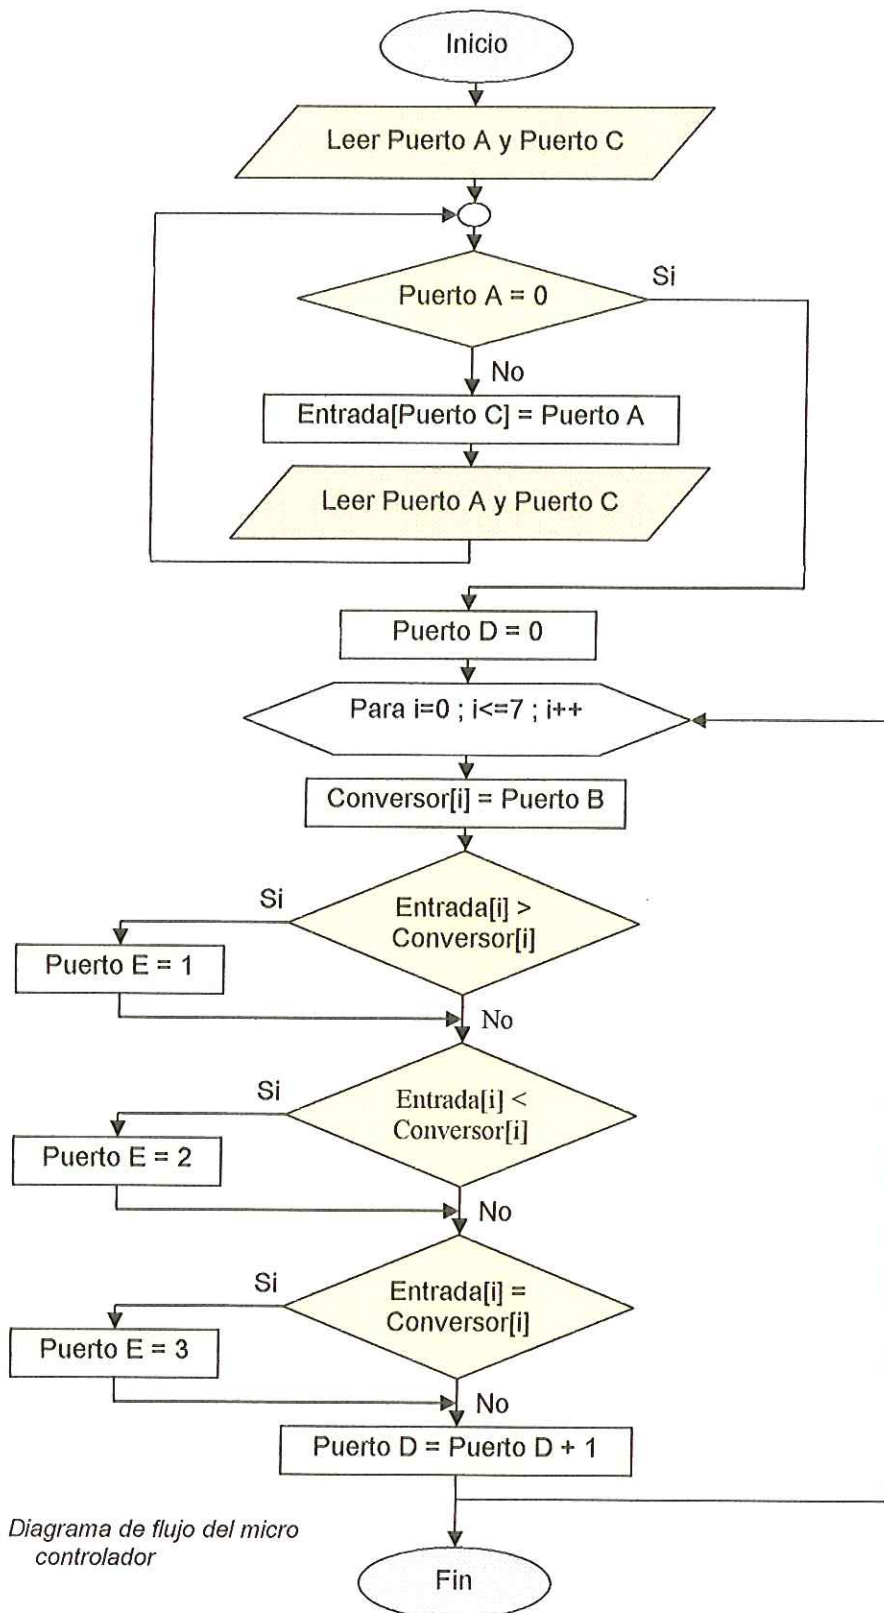 Inicio
Leer Puerto A y Puerto C
Puerto A = 0
Si
No
Entrada[Puerto C] = Puerto A
Leer Puerto A y Puerto C
Puerto D = 0
Para i=0 ; i<=7 ; i++
Conversor[i] = Puerto B
Si
Entrada[i] >
Conversor[i]
Puerto E = 1
No
Si
Entrada[i] <
Conversor[i]
Puerto E = 2
No
Si
Entrada[i] =
Conversor[i]
Puerto E = 3
No
Puerto D = Puerto D + 1
Diagrama de flujo del micro
controlador
Fin